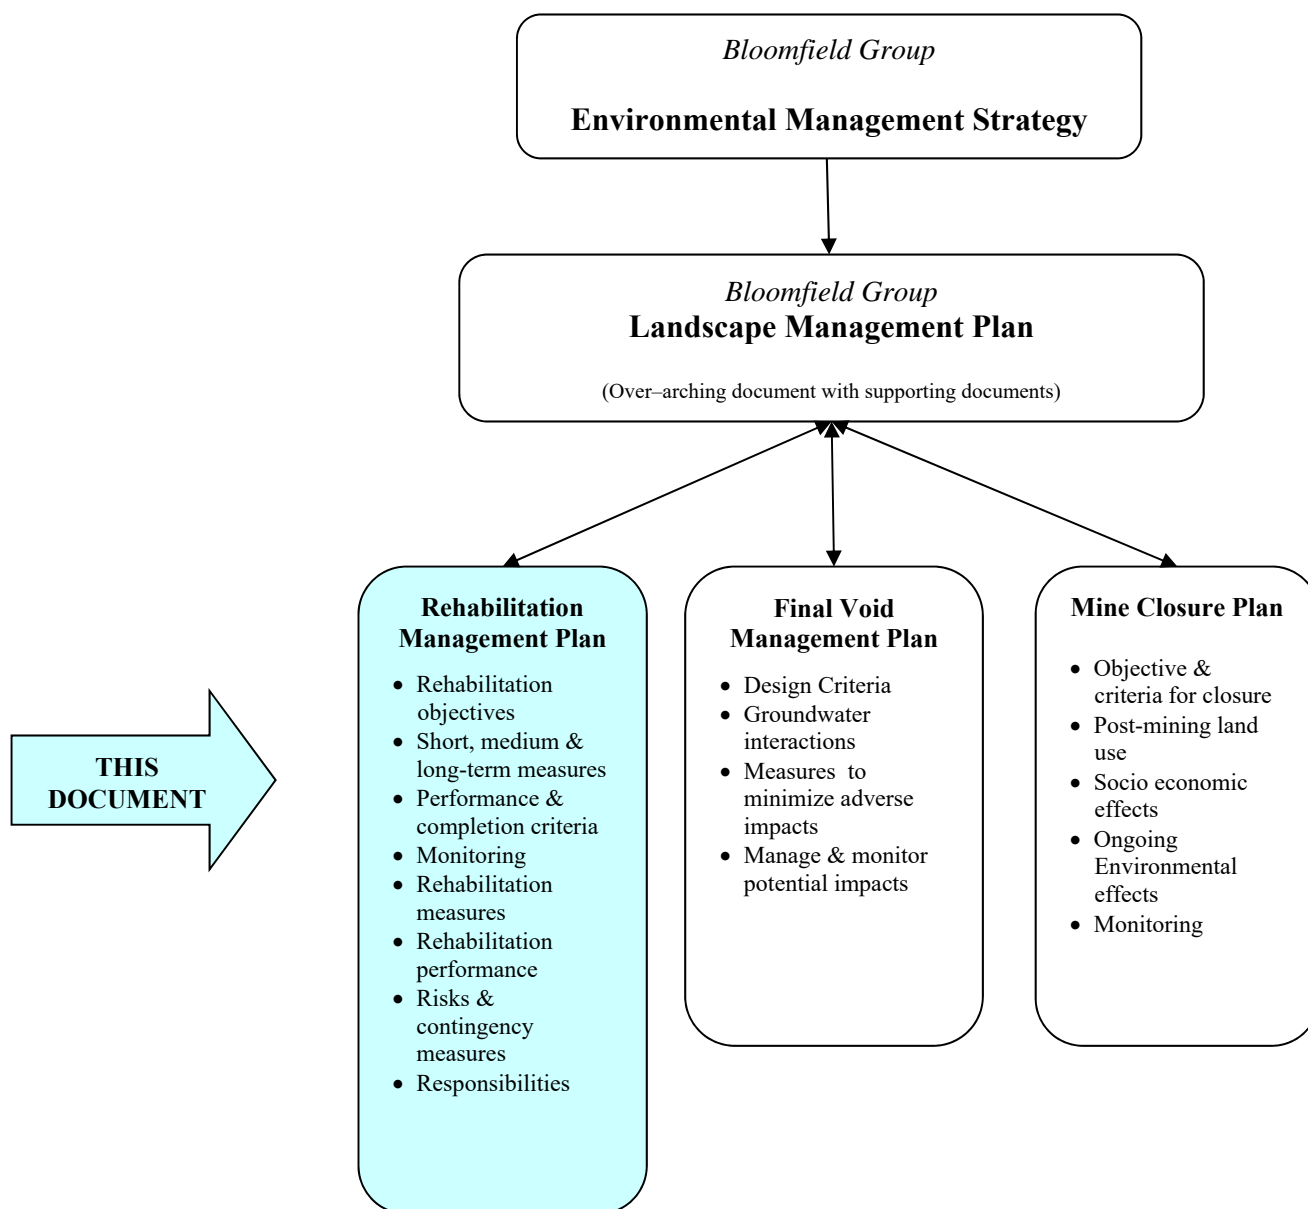 Bloomfield Group
Environmental Management Strategy
Bloomfield Group
Landscape Management Plan
(Over–arching document with supporting documents)
THIS
DOCUMENT
Rehabilitation
Management Plan
• Rehabilitation
objectives
• Short, medium &
long-term measures
• Performance &
completion criteria
• Monitoring
• Rehabilitation
measures
• Rehabilitation
performance
• Risks &
contingency
measures
• Responsibilities
Final Void
Management Plan
• Design Criteria
• Groundwater
interactions
• Measures to
minimize adverse
impacts
• Manage & monitor
potential impacts
Mine Closure Plan
• Objective &
criteria for closure
• Post-mining land
use
• Socio economic
effects
• Ongoing
Environmental
effects
• Monitoring